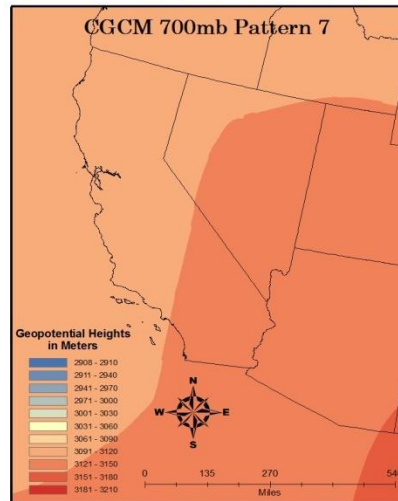 CGCM 700mb Pattern 7
Geopotential Heights
in Meters
2908 - 2910
2911 - 2940
2941 - 2970
2971 - 3000
3001 - 3030
3031 - 3060
3061 - 3090
3091 - 3120
3121 - 3150
3151 - 3180
3181 - 3210
N
W E
S
0 135 270 540
Miles